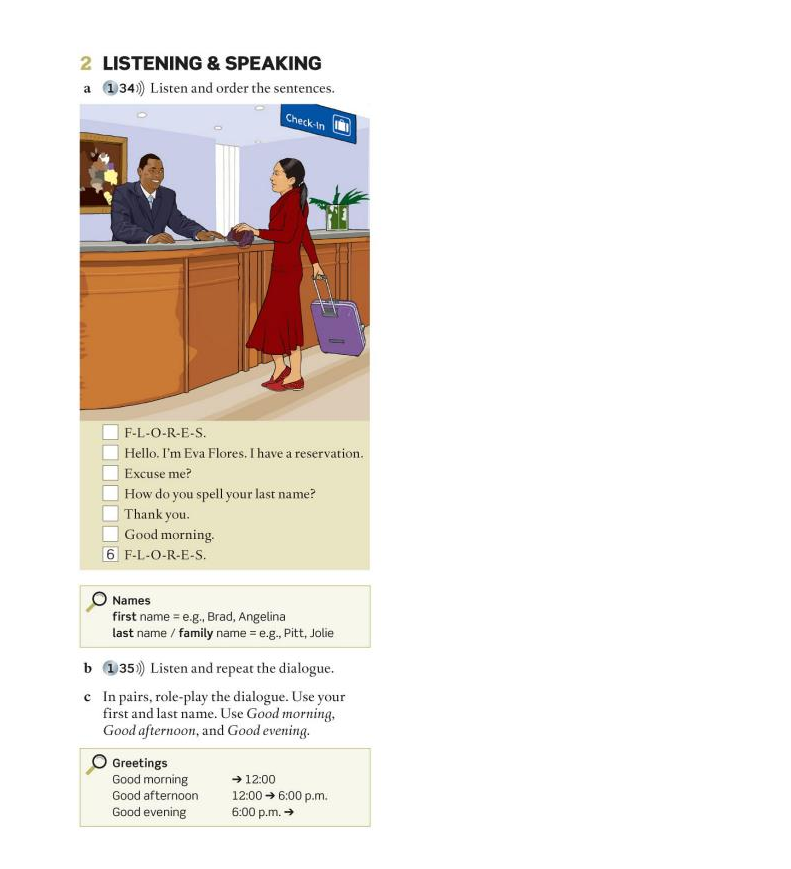 2 LISTENING & SPEAKING
a 1 34))) Listen and order the sentences.
Check-In
F-L-O-R-E-S.
Hello. I'm Eva Flores. I have a reservation.
Excuse me?
How do you spell your last name?
Thank you.
Good morning.
6 F-L-O-R-E-S.
Names
first name = e.g., Brad, Angelina
last name / family name = e.g., Pitt, Jolie
b 1 35))) Listen and repeat the dialogue.
c In pairs, role-play the dialogue. Use your
first and last name. Use Good morning,
Good afternoon, and Good evening.
Greetings
Good morning → 12:00
Good afternoon 12:00 → 6:00 p.m.
Good evening 6:00 p.m. →